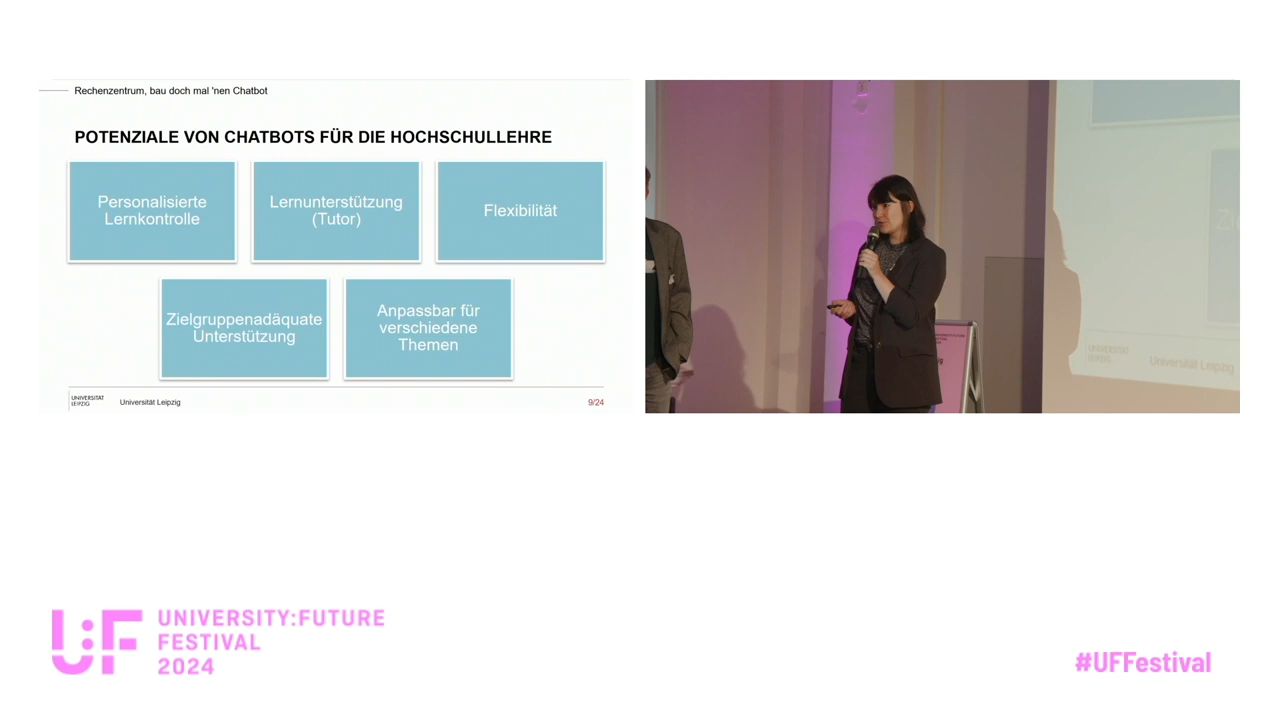 Rechenzentrum, bau doch mal 'nen Chatbot
POTENZIALE VON CHATBOTS FÜR DIE HOCHSCHULLEHRE
Personalisierte
Lernkontrolle
Lernunterstützung
(Tutor)
Flexibilität
Zielgruppenadäquate
Unterstützung
Anpassbar für
verschiedene
Themen
UNIVERSITÄT
LEIPZIG
Universität Leipzig
9/24
UNIVERSITÄT
LEIPZIG
Universität Leipzig
U:F
UNIVERSITY:FUTURE
FESTIVAL
2024
#UFFestival